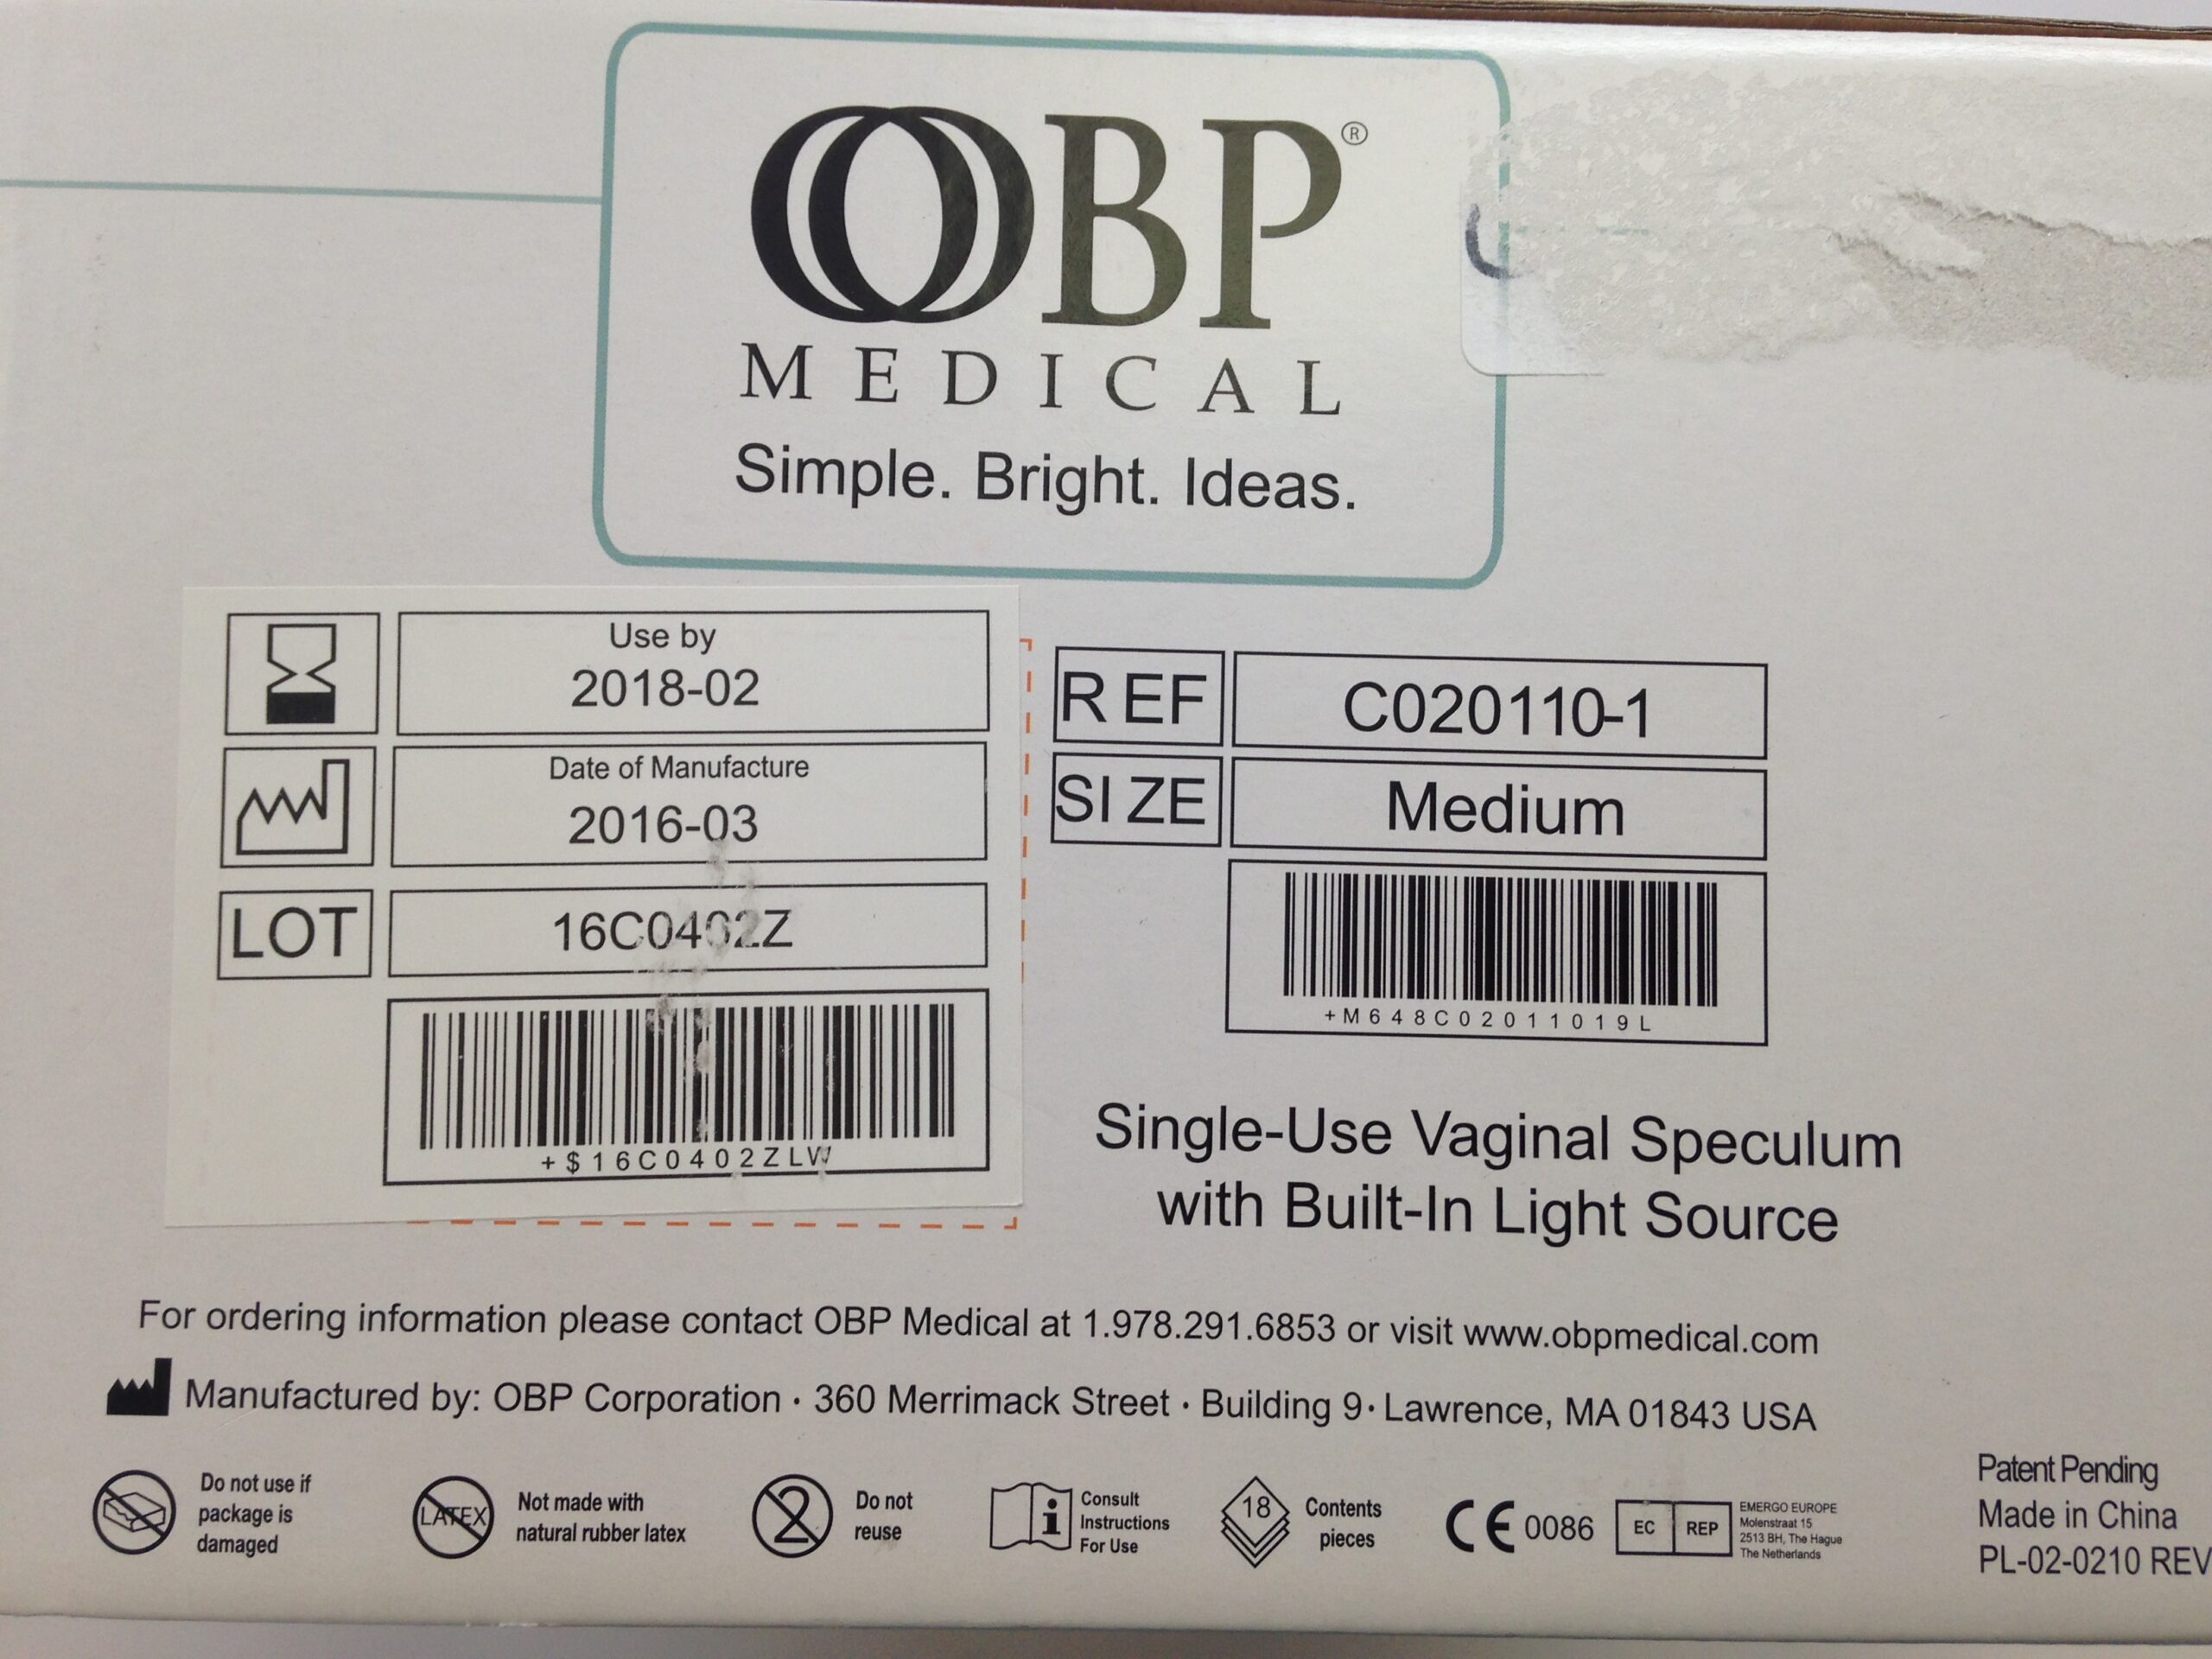 OBP®
MEDICAL
Simple. Bright. Ideas.
Use by
2018-02
Date of Manufacture
2016-03
LOT
16C0402Z
+$16C0402ZLW
REF
C020110-1
SIZE
Medium
+M648C02011019L
Single-Use Vaginal Speculum
with Built-In Light Source
For ordering information please contact OBP Medical at 1.978.291.6853 or visit www.obpmedical.com
Manufactured by: OBP Corporation · 360 Merrimack Street · Building 9 · Lawrence, MA 01843 USA
Do not use if
package is
damaged
LATEX
Not made with
natural rubber latex
2
Do not
reuse
i
Consult
Instructions
For Use
18
Contents
pieces
CE 0086
EC REP
EMERGO EUROPE
Molenstraat 15
2513 BH, The Hague
The Netherlands
Patent Pending
Made in China
PL-02-0210 REV